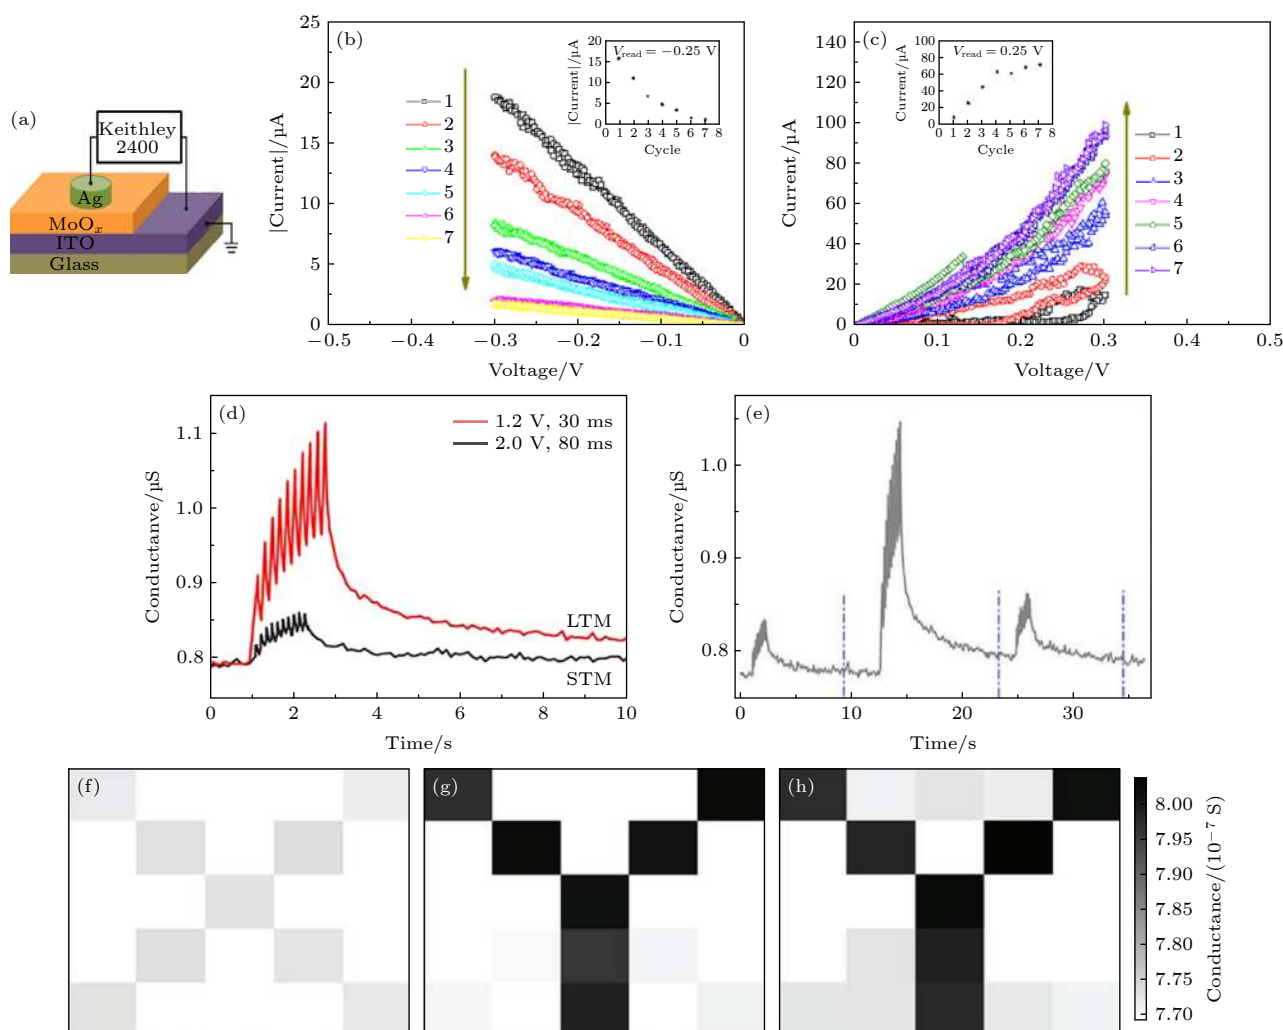 (a)
Keithley
2400
Ag
MoOₓ
ITO
Glass
(b)
25
20
15
10
5
0
|Current|/μA
−0.5
−0.4
−0.3
−0.2
−0.1
0
Voltage/V
1
2
3
4
5
6
7
V_read = −0.25 V
20
15
10
5
0
|Current|/μA
0 1 2 3 4 5 6 7 8
Cycle
(c)
140
120
100
80
60
40
20
0
Current/μA
0
0.1
0.2
0.3
0.4
0.5
Voltage/V
1
2
3
4
5
6
7
V_read = 0.25 V
100
80
60
40
20
0
Current/μA
0 1 2 3 4 5 6 7 8
Cycle
(d)
1.1
1.0
0.9
0.8
Conductanve/μS
1.2 V, 30 ms
2.0 V, 80 ms
LTM
STM
0
2
4
6
8
10
Time/s
(e)
1.0
0.9
0.8
Conductanve/μS
0
10
20
30
Time/s
(f)
(g)
(h)
8.00
7.95
7.90
7.85
7.80
7.75
7.70
Conductance/(10⁻⁷ S)